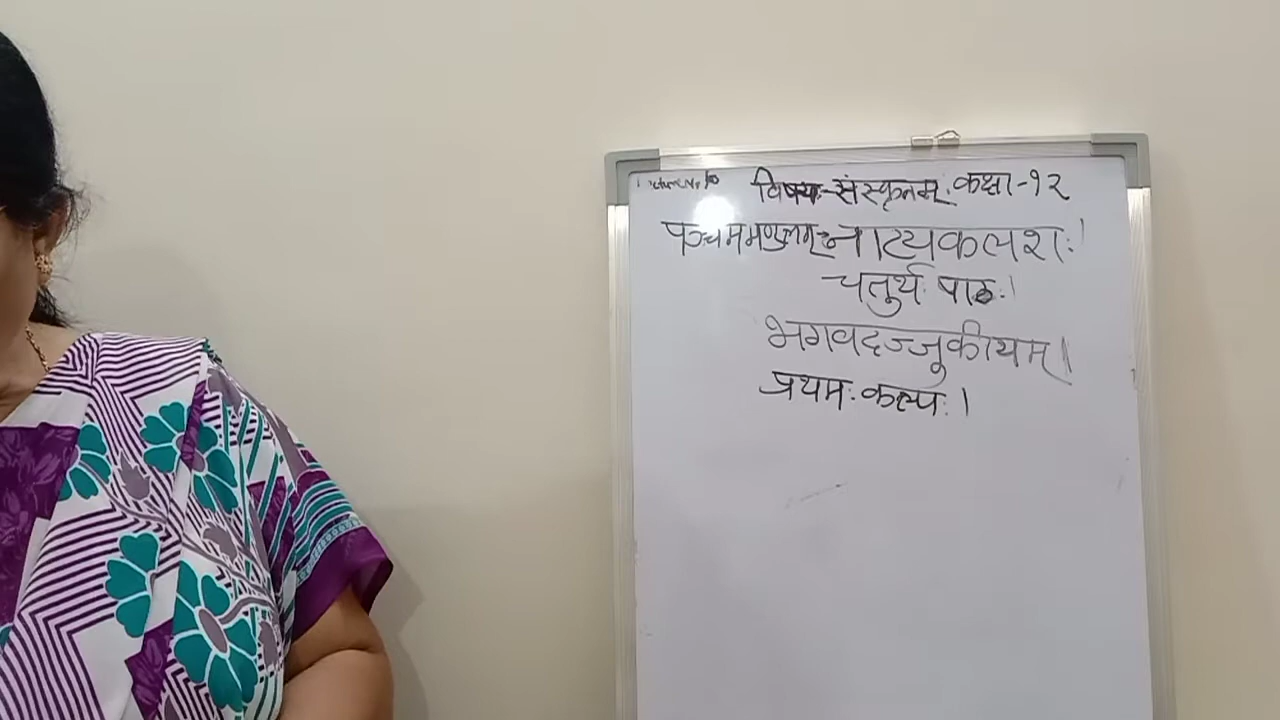 विषयः-संस्कृतम्. कक्षा-१२
पञ्चममण्डलम्-नाट्यकलशः।
चतुर्थः पाठः।
भगवदज्जुकीयम्।
प्रथमः कल्पः।